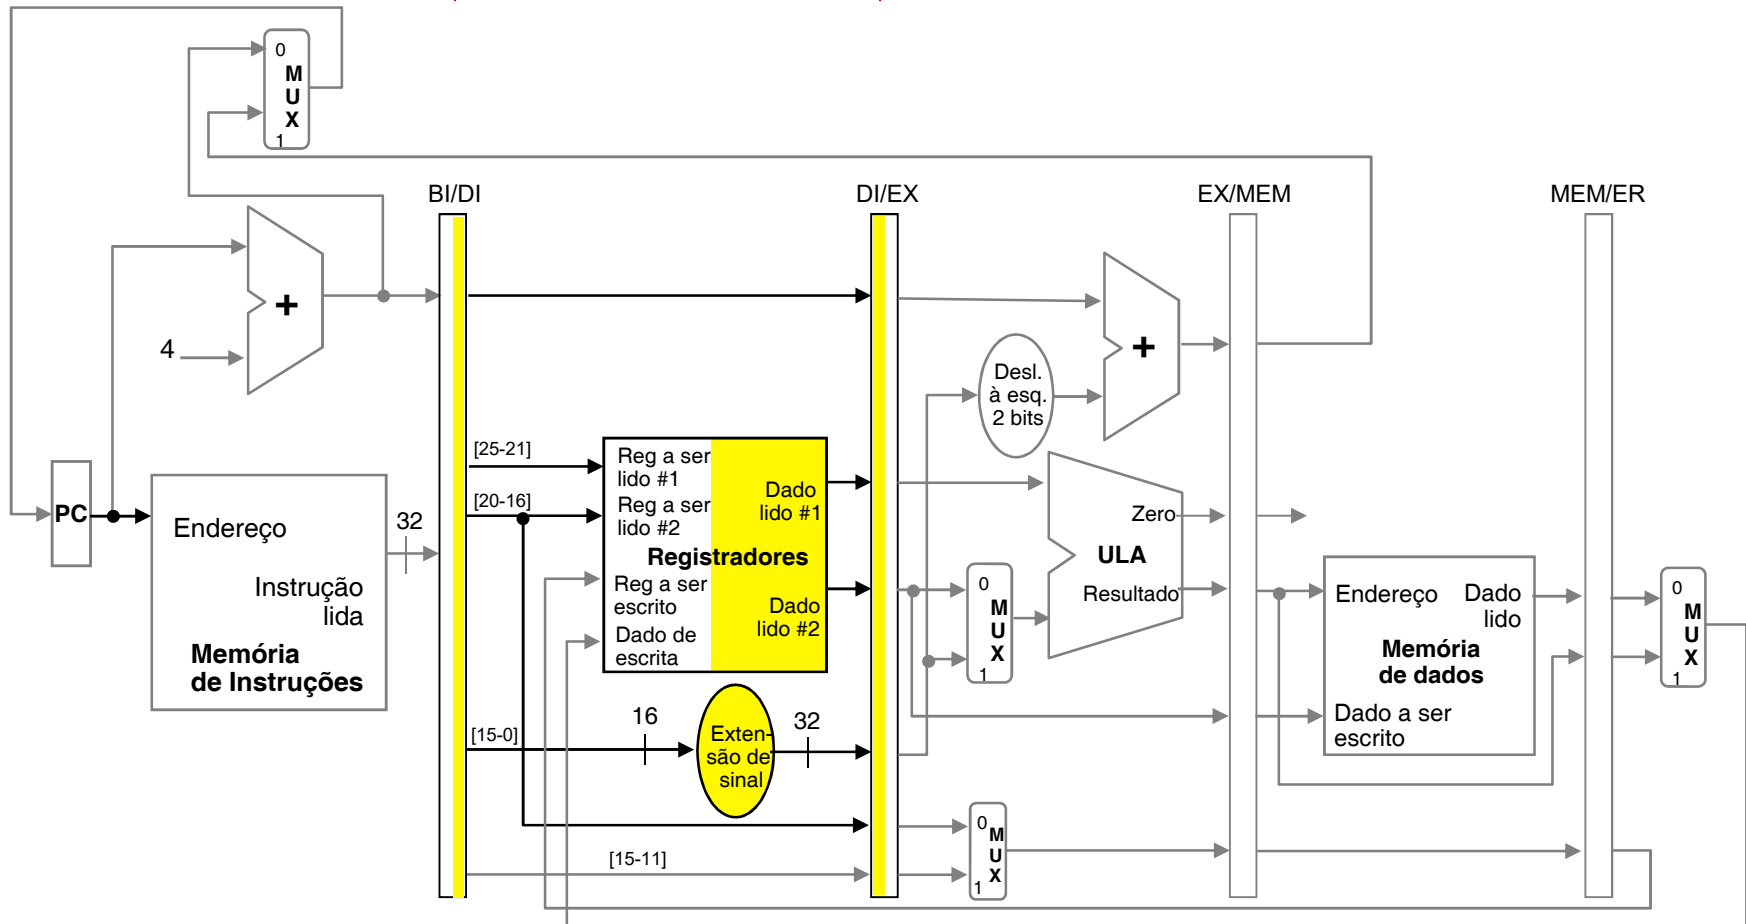 0
M
U
X
1
BI/DI
DI/EX
EX/MEM
MEM/ER
+
4
+
Desl.
à esq.
2 bits
[25-21]
[20-16]
PC
32
Endereço
Instrução
lida
Memória
de Instruções
Reg a ser
lido #1
Reg a ser
lido #2
Registradores
Reg a ser
escrito
Dado de
escrita
Dado
lido #1
Dado
lido #2
0
M
U
X
1
Zero
ULA
Resultado
Endereço
Dado
lido
Memória
de dados
Dado a ser
escrito
0
M
U
X
1
[15-0]
16
Exten-
são de
sinal
32
[15-11]
0
M
U
X
1